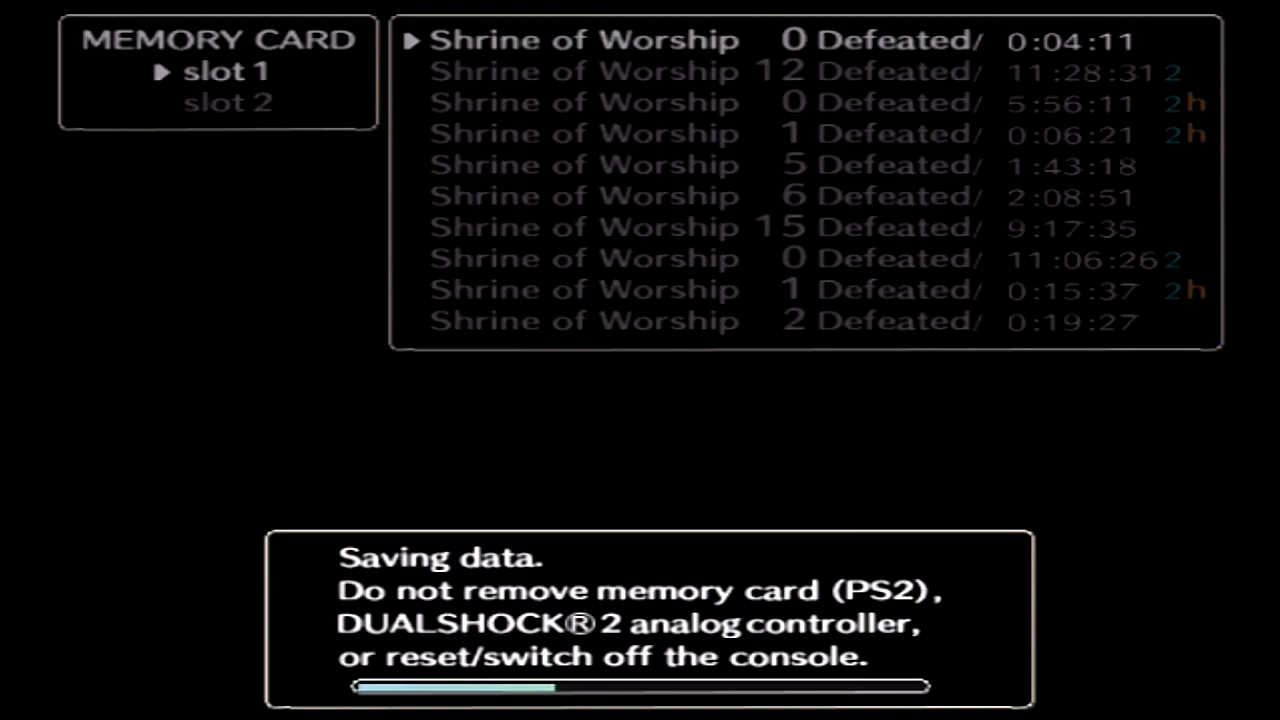 MEMORY CARD
slot 1
slot 2
Shrine of Worship 0 Defeated/ 0:04:11
Shrine of Worship 12 Defeated/ 11:28:31 2
Shrine of Worship 0 Defeated/ 5:56:11 2h
Shrine of Worship 1 Defeated/ 0:06:21 2h
Shrine of Worship 5 Defeated/ 1:43:18
Shrine of Worship 6 Defeated/ 2:08:51
Shrine of Worship 15 Defeated/ 9:17:35
Shrine of Worship 0 Defeated/ 11:06:26 2
Shrine of Worship 1 Defeated/ 0:15:37 2h
Shrine of Worship 2 Defeated/ 0:19:27
Saving data.
Do not remove memory card (PS2),
DUALSHOCK®2 analog controller,
or reset/switch off the console.